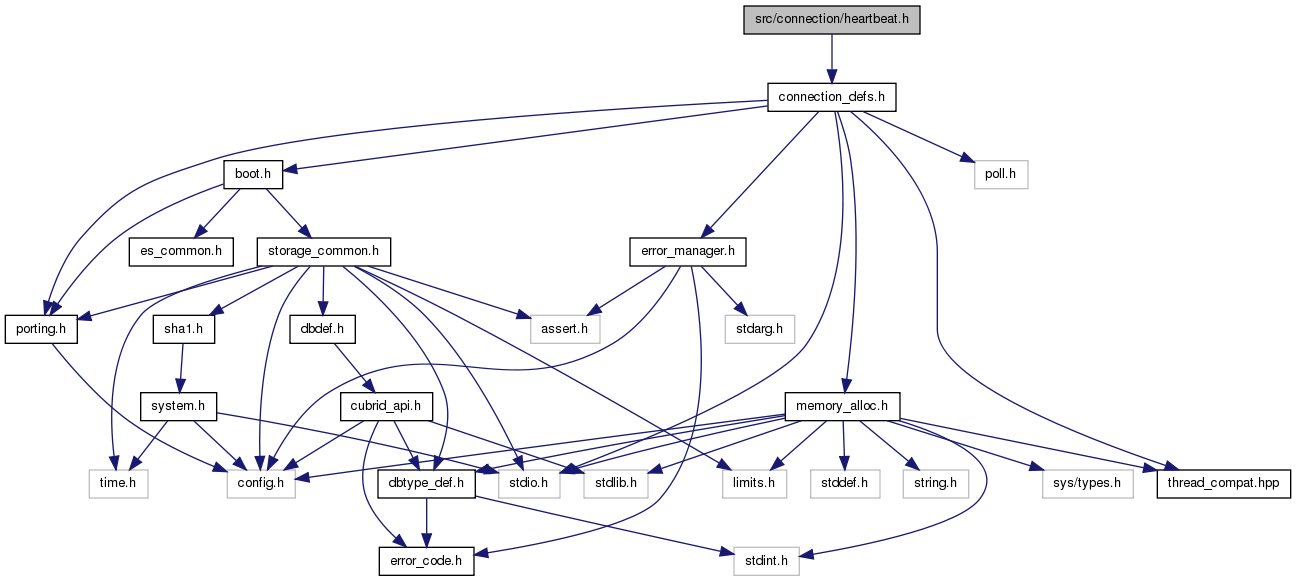 src/connection/heartbeat.h
connection_defs.h
boot.h
poll.h
es_common.h
storage_common.h
error_manager.h
porting.h
sha1.h
dbdef.h
assert.h
stdarg.h
system.h
cubrid_api.h
memory_alloc.h
time.h
config.h
dbtype_def.h
stdio.h
stdlib.h
limits.h
stddef.h
string.h
sys/types.h
thread_compat.hpp
error_code.h
stdint.h